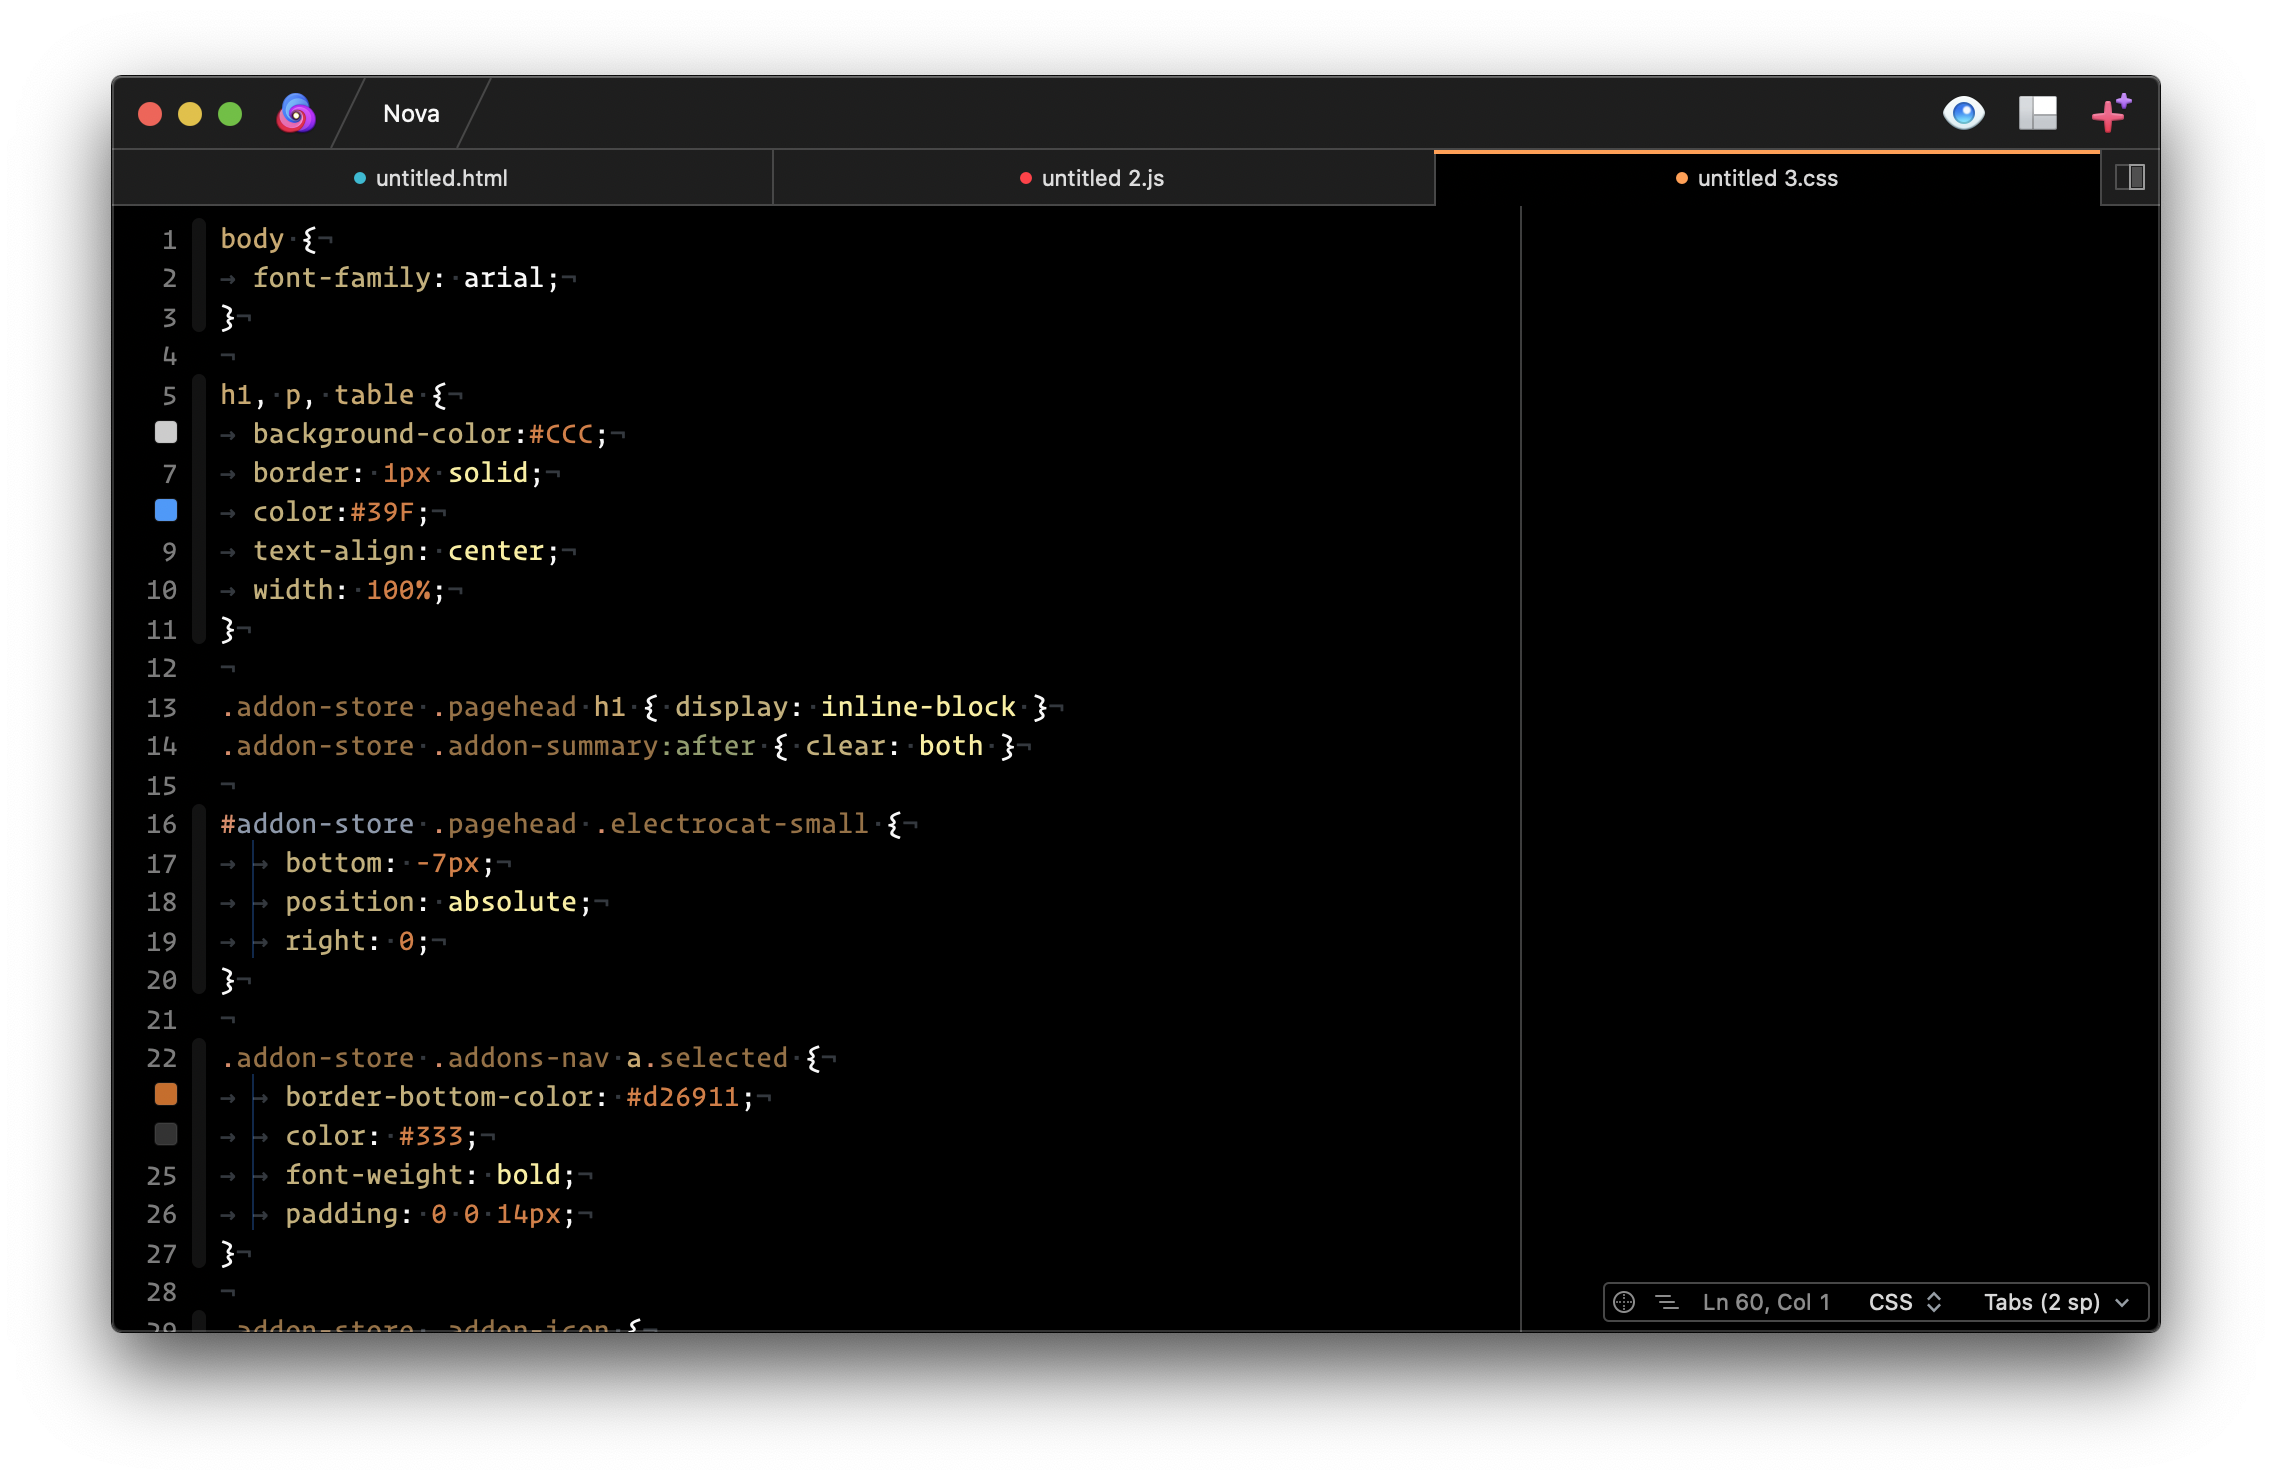 Nova
untitled.html
untitled 2.js
untitled 3.css
1 body {
2 font-family: arial;
3 }
4
5 h1, p, table {
background-color:#CCC;
7 border: 1px solid;
color:#39F;
9 text-align: center;
10 width: 100%;
11 }
12
13 .addon-store .pagehead h1 { display: inline-block }
14 .addon-store .addon-summary:after { clear: both }
15
16 #addon-store .pagehead .electrocat-small {
17 bottom: -7px;
18 position: absolute;
19 right: 0;
20 }
21
22 .addon-store .addons-nav a.selected {
border-bottom-color: #d26911;
color: #333;
25 font-weight: bold;
26 padding: 0 0 14px;
27 }
28
29 .addon-store .addon-icon {
Ln 60, Col 1 CSS Tabs (2 sp)